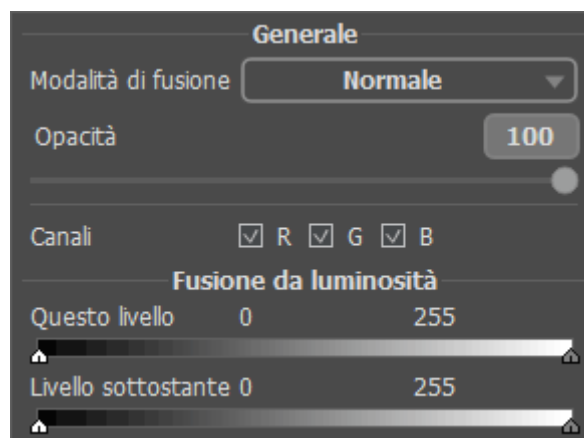 Generale
Modalità di fusione Normale
Opacità 100
Canali R G B
Fusione da luminosità
Questo livello 0 255
Livello sottostante 0 255